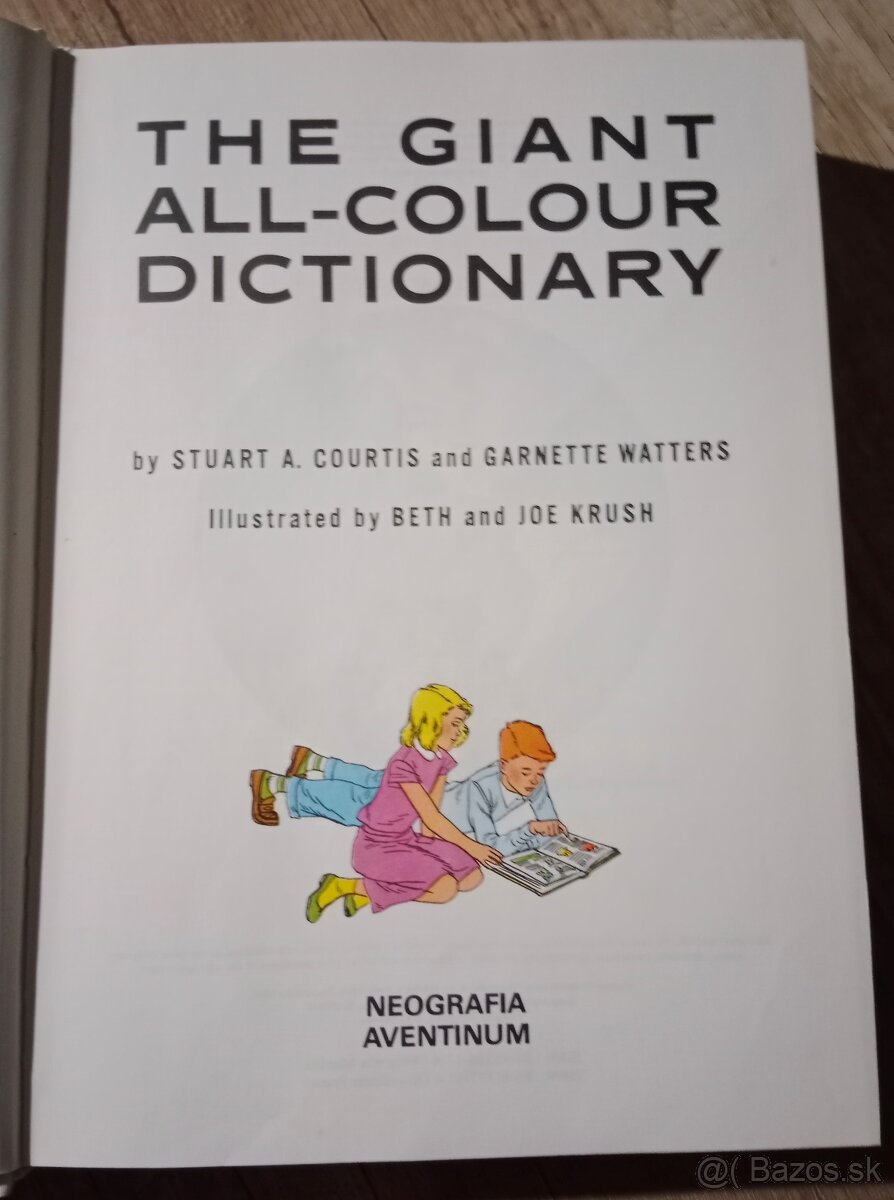 THE GIANT
ALL-COLOUR
DICTIONARY
by STUART A. COURTIS and GARNETTE WATTERS
Illustrated by BETH and JOE KRUSH
NEOGRAFIA
AVENTINUM
@( Bazos.sk